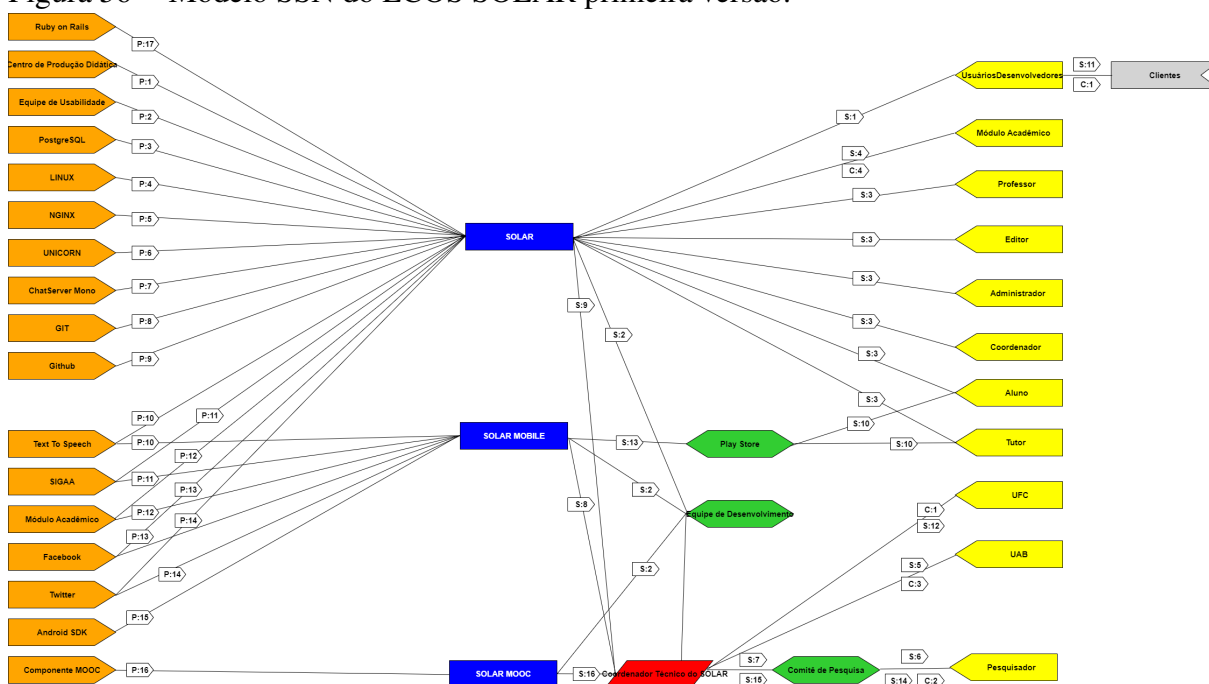 Figura 36 – Modelo SSN do ECOS SOLAR primeira versão.
Ruby on Rails
P:17
Centro de Produção Didática
P:1
Equipe de Usabilidade
P:2
PostgreSQL
P:3
LINUX
P:4
NGINX
P:5
UNICORN
P:6
ChatServer Mono
P:7
GIT
P:8
Github
P:9
Text To Speech
P:10
P:10
P:11
SIGAA
P:11
P:12
Módulo Acadêmico
P:12
P:13
Facebook
P:13
P:14
Twitter
P:14
Android SDK
P:15
Componente MOOC
P:16
SOLAR
SOLAR MOBILE
SOLAR MOOC
S:9
S:2
S:13
S:8
S:2
S:2
S:16
Play Store
Equipe de Desenvolvimento
Coordenador Técnico do SOLAR
S:7
S:15
Comitê de Pesquisa
S:6
S:14
C:2
S:1
UsuáriosDesenvolvedores
S:11
C:1
Clientes
S:4
C:4
Módulo Acadêmico
S:3
Professor
S:3
Editor
S:3
Administrador
S:3
Coordenador
S:3
Aluno
S:3
S:10
S:10
Tutor
C:1
S:12
UFC
S:5
C:3
UAB
Pesquisador